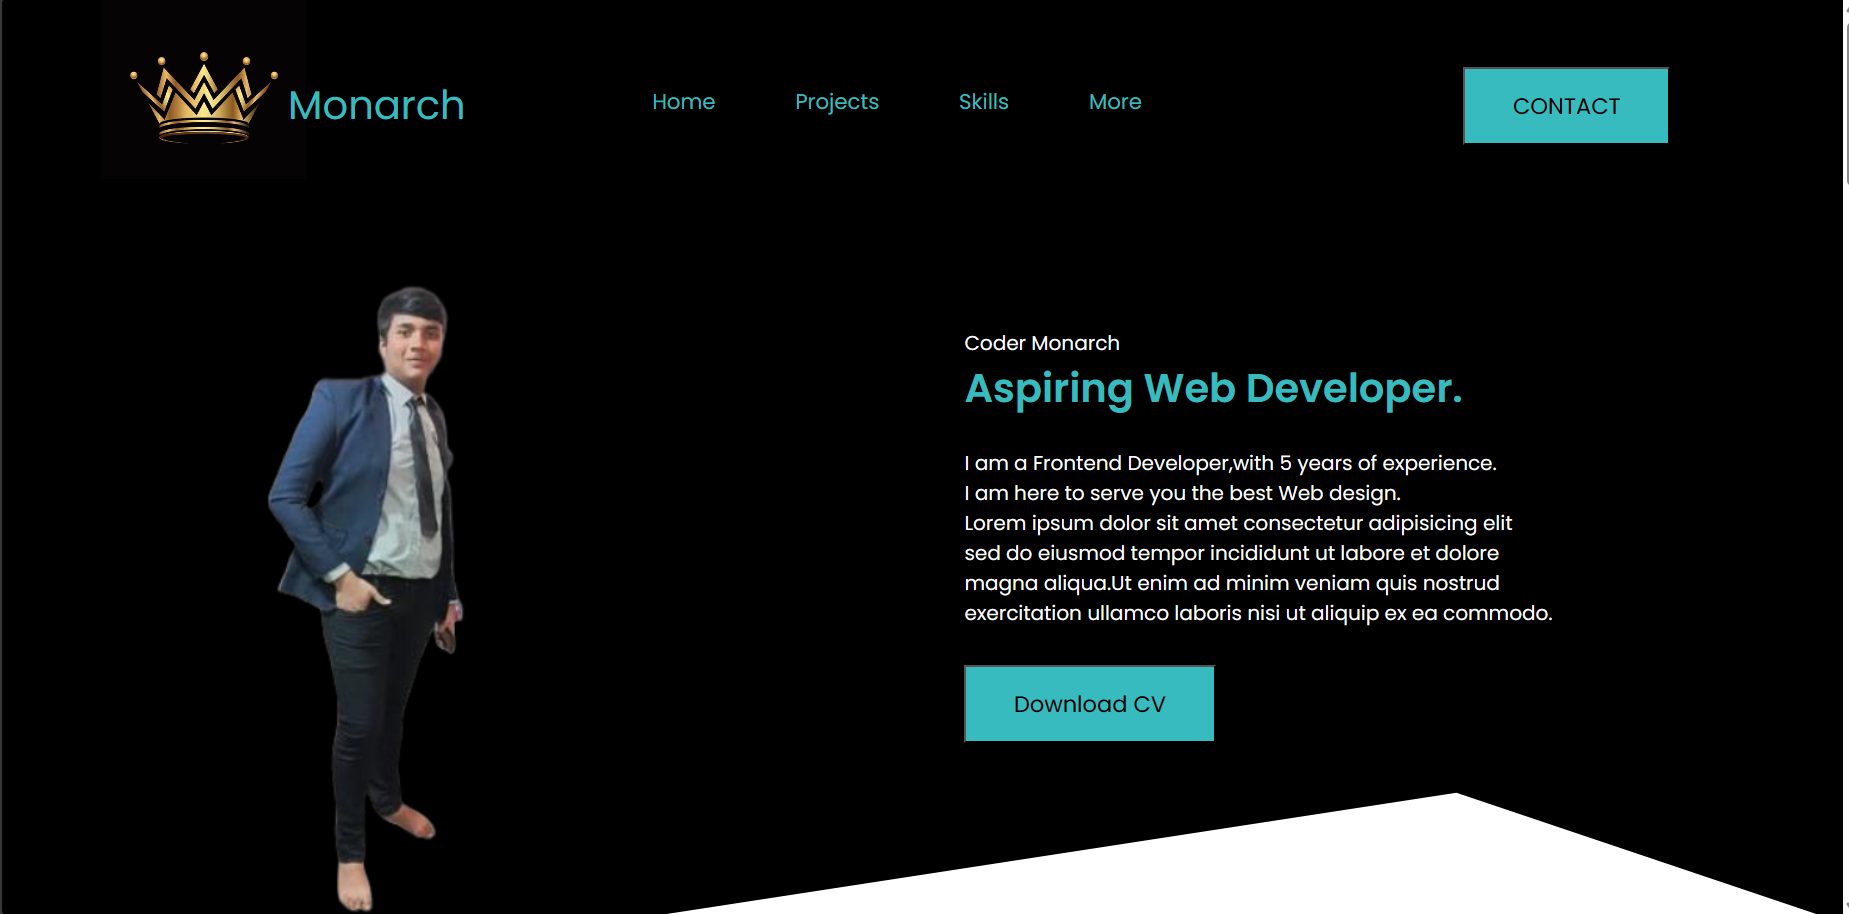 Monarch
Home
Projects
Skills
More
CONTACT
Coder Monarch
Aspiring Web Developer.
I am a Frontend Developer,with 5 years of experience.
I am here to serve you the best Web design.
Lorem ipsum dolor sit amet consectetur adipisicing elit
sed do eiusmod tempor incididunt ut labore et dolore
magna aliqua.Ut enim ad minim veniam quis nostrud
exercitation ullamco laboris nisi ut aliquip ex ea commodo.
Download CV